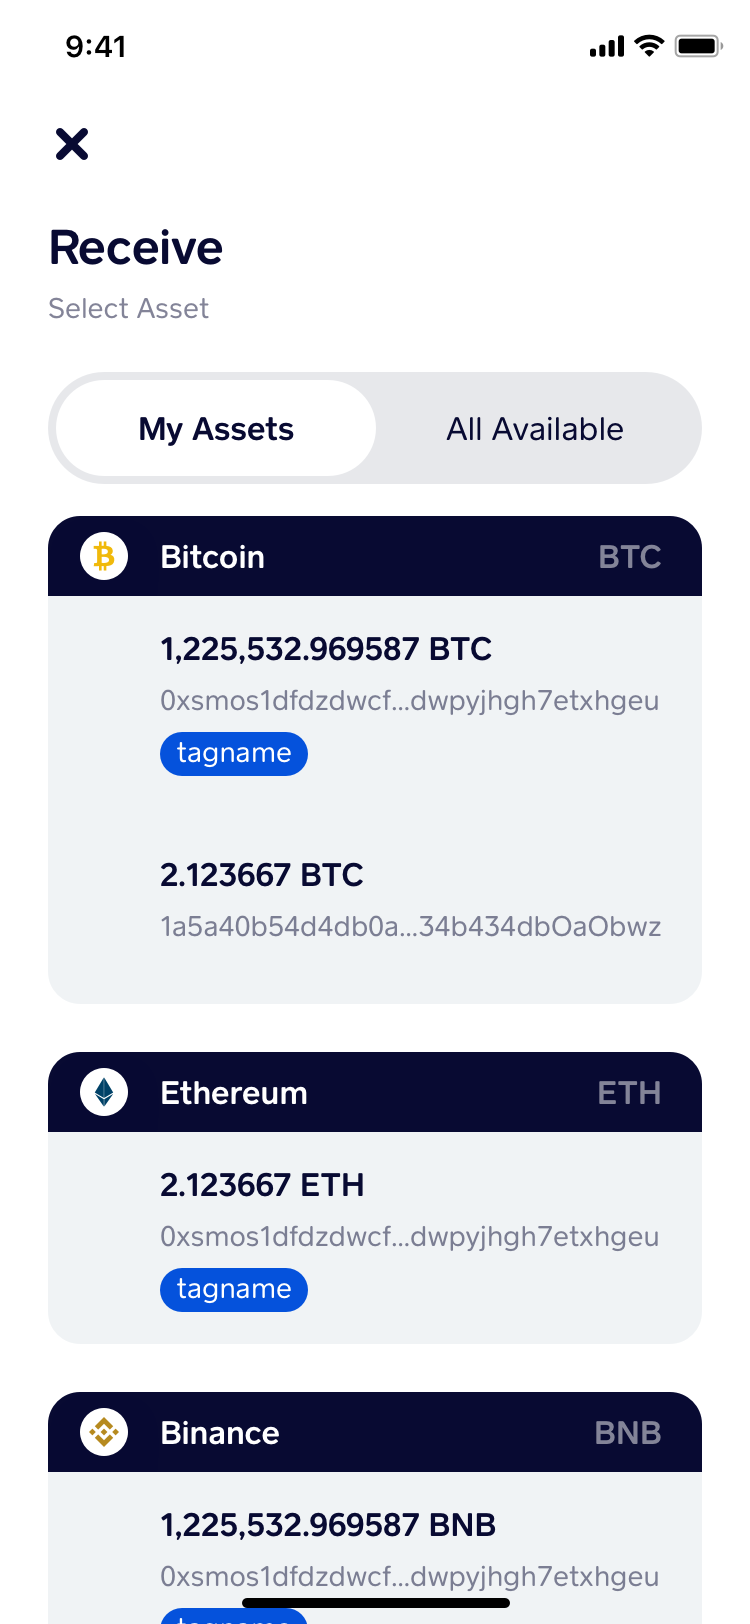 9:41
Receive
Select Asset
My Assets All Available
Bitcoin BTC
1,225,532.969587 BTC
0xsmos1dfdzdwcf...dwpyjhgh7etxhgeu
tagname
2.123667 BTC
1a5a40b54d4db0a...34b434dbOaObwz
Ethereum ETH
2.123667 ETH
0xsmos1dfdzdwcf...dwpyjhgh7etxhgeu
tagname
Binance BNB
1,225,532.969587 BNB
0xsmos1dfdzdwcf...dwpyjhgh7etxhgeu
tagname